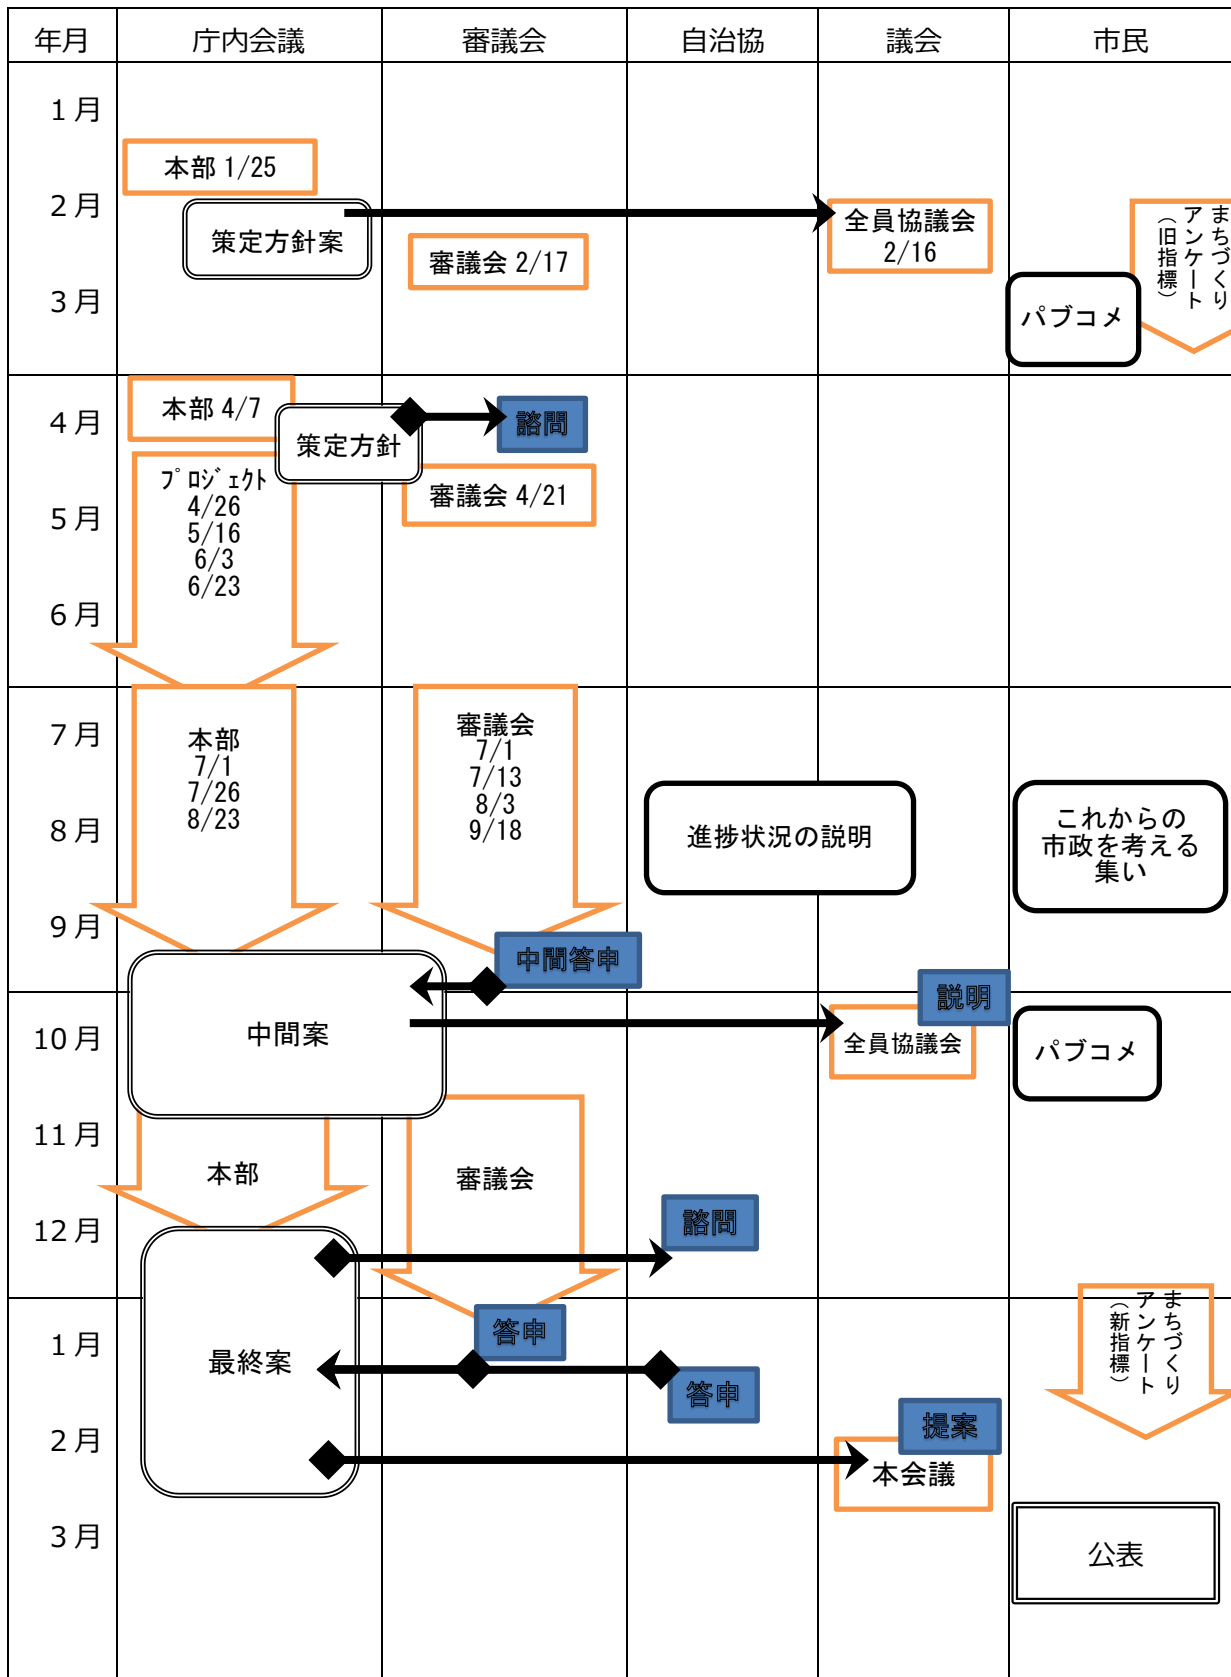 年月
庁内会議
審議会
自治協
議会
市民
1月
本部 1/25
2月
策定方針案
審議会 2/17
全員協議会
2/16
まちづくり
アンケート
（旧指標）
3月
パブコメ
4月
本部 4/7
策定方針
諮問
審議会 4/21
5月
プロジェクト
4/26
5/16
6/3
6/23
6月
7月
本部
7/1
7/26
8/23
審議会
7/1
7/13
8/3
9/18
8月
進捗状況の説明
これからの
市政を考える
集い
9月
中間答申
10月
中間案
説明
全員協議会
パブコメ
11月
本部
審議会
12月
諮問
1月
最終案
答申
答申
まちづくり
アンケート
（新指標）
2月
提案
本会議
3月
公表